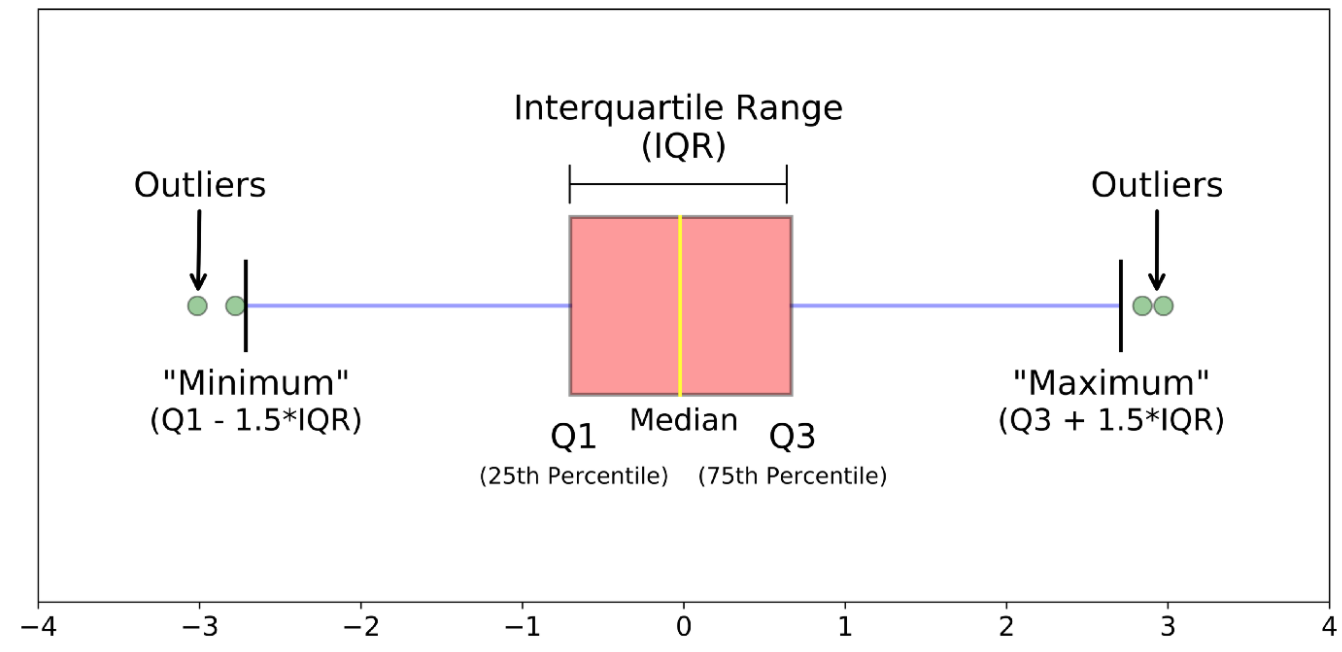 Interquartile Range
(IQR)
Outliers
Outliers
"Minimum"
(Q1 - 1.5*IQR)
"Maximum"
(Q3 + 1.5*IQR)
Median
Q1
Q3
(25th Percentile)
(75th Percentile)
−4
−3
−2
−1
0
1
2
3
4